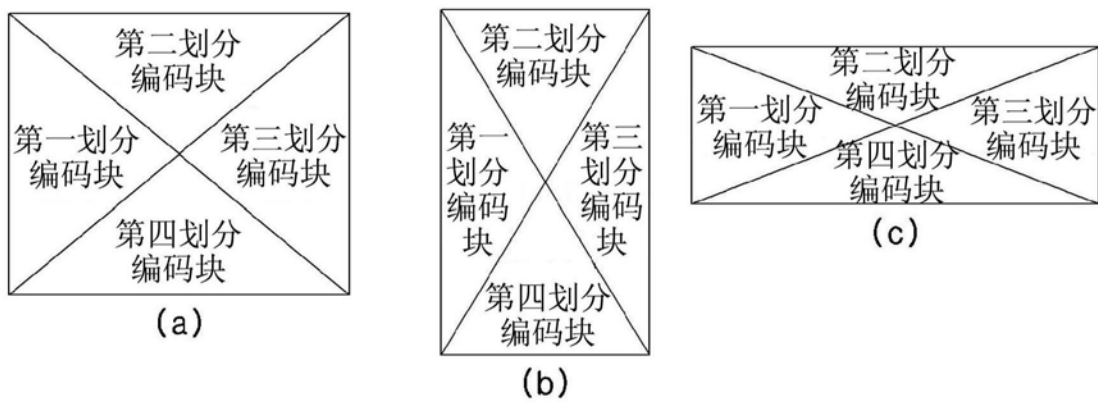 第二划分
编码块
第一划分
编码块
第三划分
编码块
第四划分
编码块
(a)
第二划分
编码块
第一
划分
编码
块
第三
划分
编码
块
第四划分
编码块
(b)
第二划分
编码块
第一划分
编码块
第三划分
编码块
第四划分
编码块
(c)